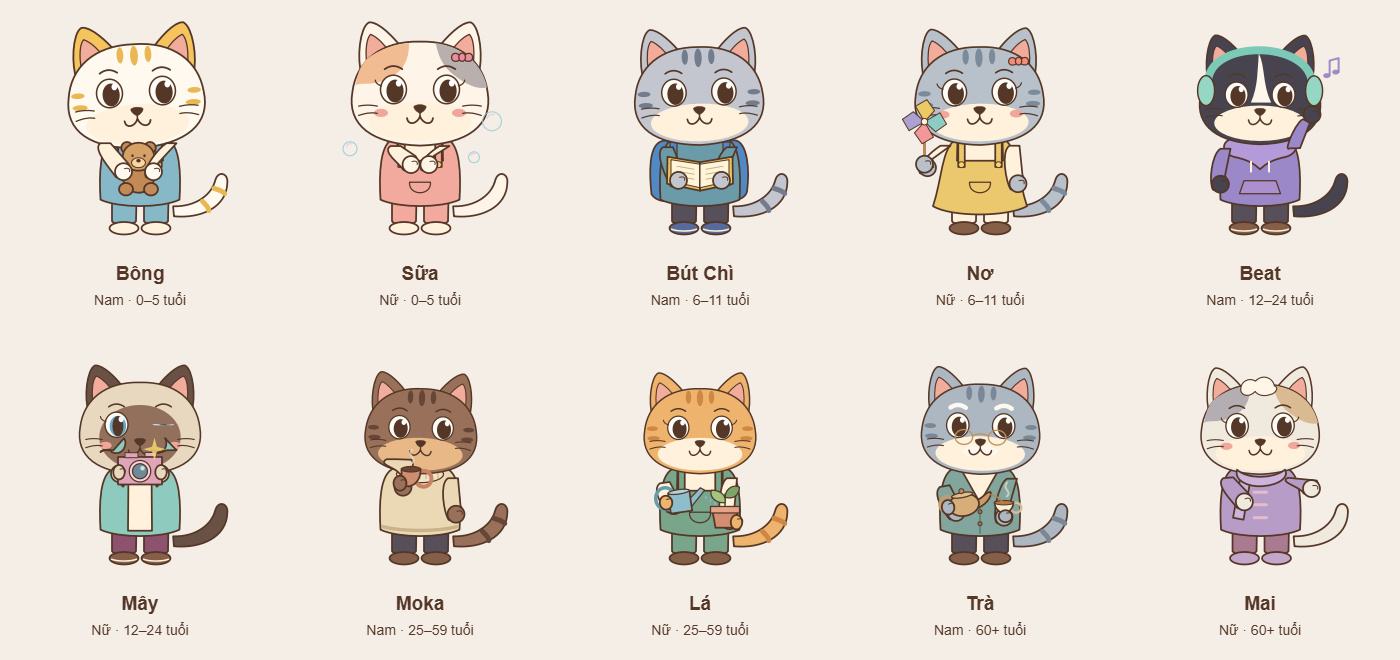 Bông
Nam · 0–5 tuổi
Sữa
Nữ · 0–5 tuổi
Bút Chì
Nam · 6–11 tuổi
Nơ
Nữ · 6–11 tuổi
Beat
Nam · 12–24 tuổi
Mây
Nữ · 12–24 tuổi
Moka
Nam · 25–59 tuổi
Lá
Nữ · 25–59 tuổi
Trà
Nam · 60+ tuổi
Mai
Nữ · 60+ tuổi